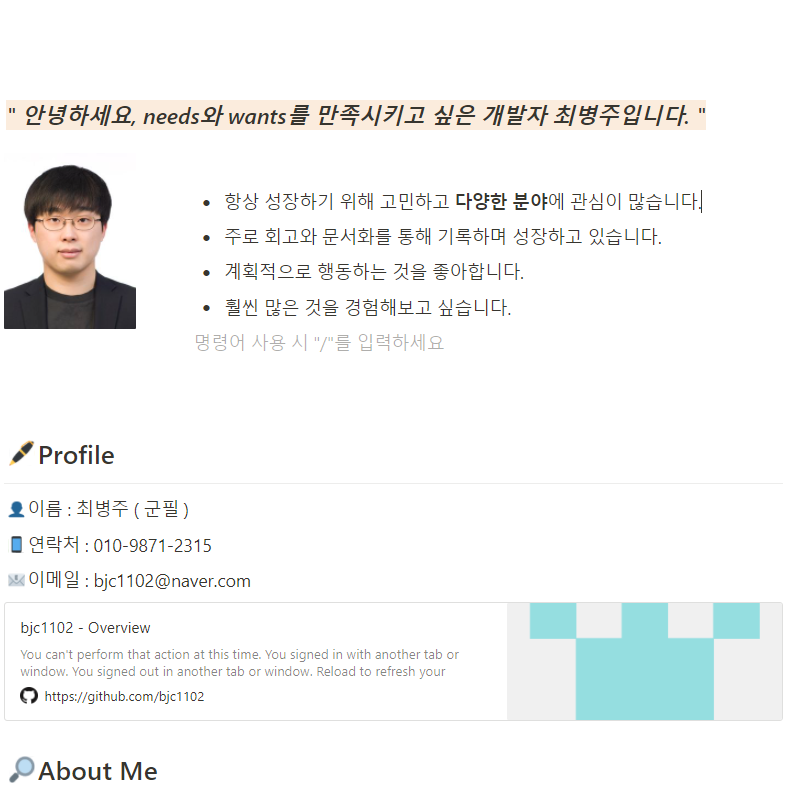 " 안녕하세요, needs와 wants를 만족시키고 싶은 개발자 최병주입니다. "
• 항상 성장하기 위해 고민하고 다양한 분야에 관심이 많습니다.
• 주로 회고와 문서화를 통해 기록하며 성장하고 있습니다.
• 계획적으로 행동하는 것을 좋아합니다.
• 훨씬 많은 것을 경험해보고 싶습니다.
명령어 사용 시 "/"를 입력하세요
Profile
이름 : 최병주 ( 군필 )
연락처 : 010-9871-2315
이메일 : bjc1102@naver.com
bjc1102 - Overview
You can't perform that action at this time. You signed in with another tab or
window. You signed out in another tab or window. Reload to refresh your
https://github.com/bjc1102
About Me